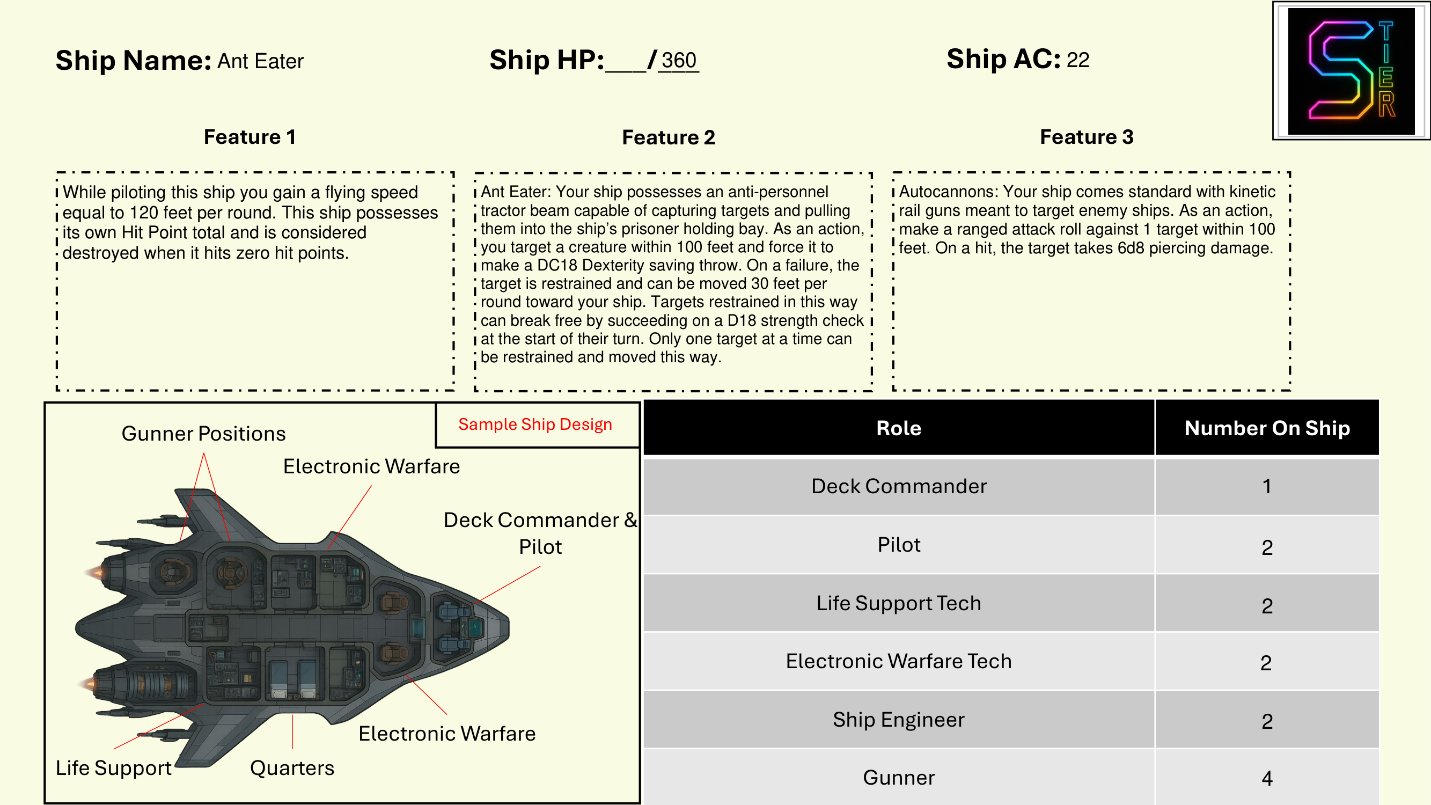 Ship Name: Ant Eater
Ship HP:___/360
Ship AC: 22
S TIER
Feature 1
Feature 2
Feature 3
While piloting this ship you gain a flying speed
equal to 120 feet per round. This ship possesses
its own Hit Point total and is considered
destroyed when it hits zero hit points.
Ant Eater: Your ship possesses an anti-personnel
tractor beam capable of capturing targets and pulling
them into the ship's prisoner holding bay. As an action,
you target a creature within 100 feet and force it to
make a DC18 Dexterity saving throw. On a failure, the
target is restrained and can be moved 30 feet per
round toward your ship. Targets restrained in this way
can break free by succeeding on a D18 strength check
at the start of their turn. Only one target at a time can
be restrained and moved this way.
Autocannons: Your ship comes standard with kinetic
rail guns meant to target enemy ships. As an action,
make a ranged attack roll against 1 target within 100
feet. On a hit, the target takes 6d8 piercing damage.
Sample Ship Design
Gunner Positions
Electronic Warfare
Deck Commander &
Pilot
Electronic Warfare
Life Support
Quarters
Role Number On Ship
Deck Commander 1
Pilot 2
Life Support Tech 2
Electronic Warfare Tech 2
Ship Engineer 2
Gunner 4